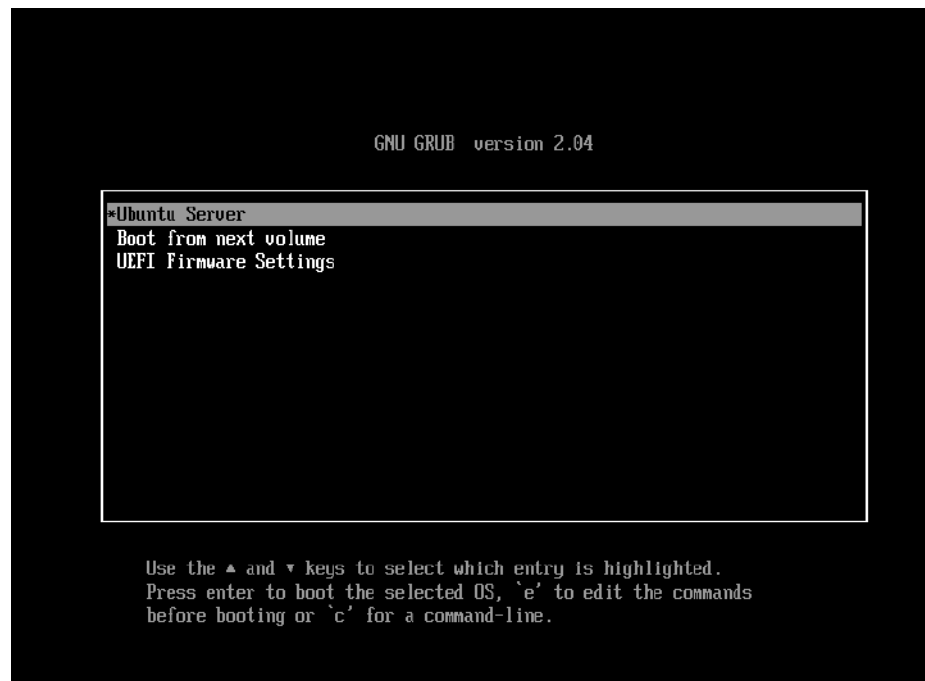 GNU GRUB  version 2.04
*Ubuntu Server
Boot from next volume
UEFI Firmware Settings
Use the ▲ and ▼ keys to select which entry is highlighted.
Press enter to boot the selected OS, `e' to edit the commands
before booting or `c' for a command-line.